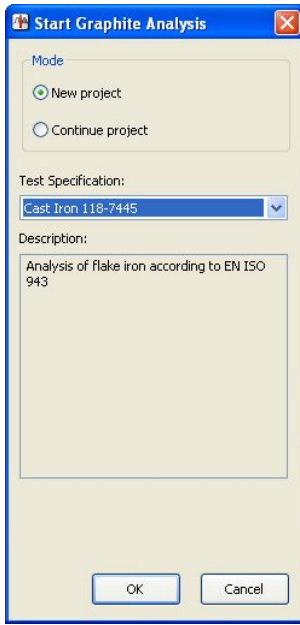 Start Graphite Analysis
Mode
New project
Continue project
Test Specification:
Cast Iron 118-7445
Description:
Analysis of flake iron according to EN ISO
943
OK
Cancel